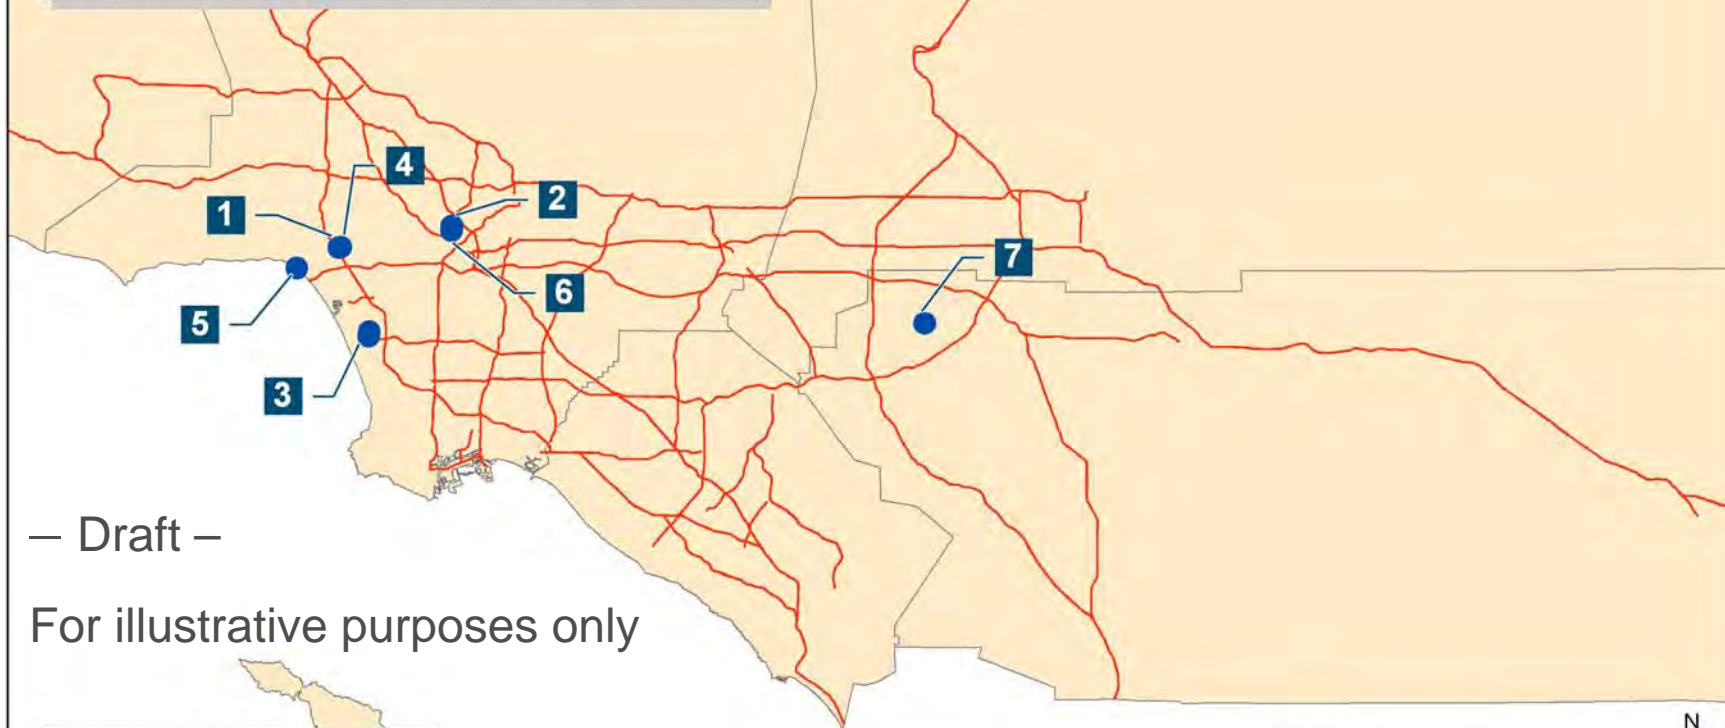 4
2
1
7
6
5
3
– Draft –
For illustrative purposes only
N